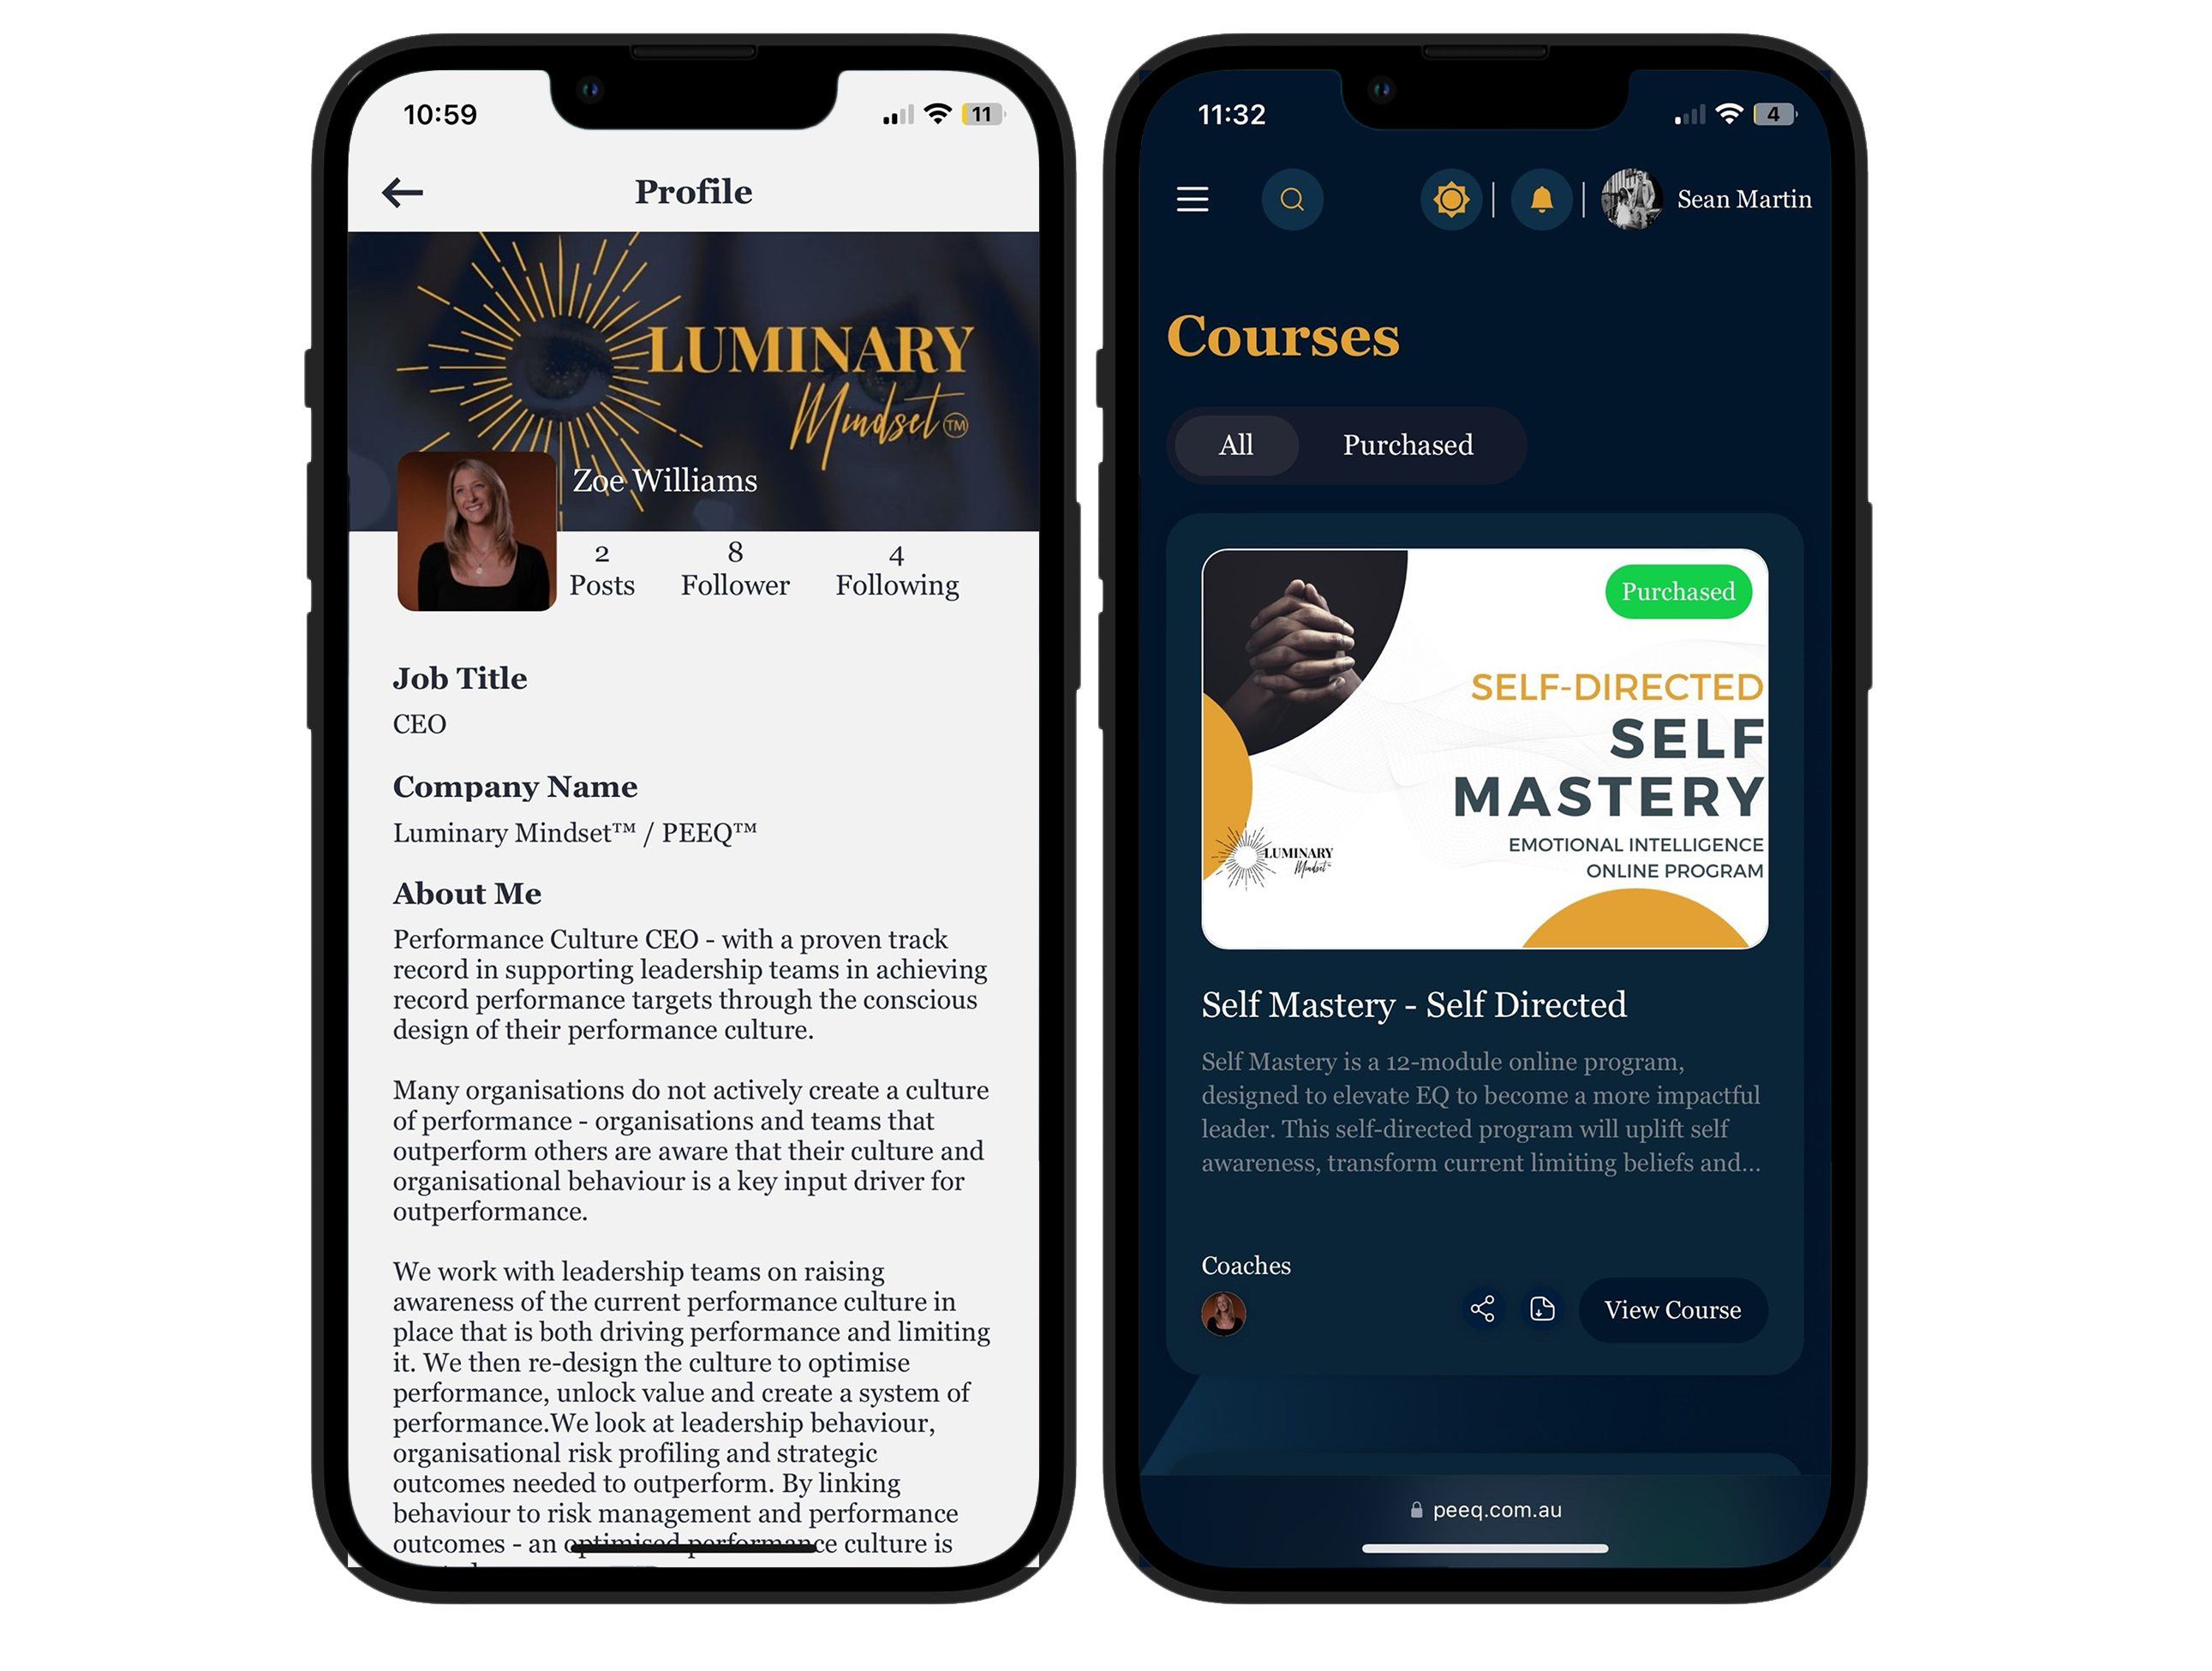 10:59
11
Profile
LUMINARY
Mindset TM
Zoe Williams
2 8 4
Posts Follower Following
Job Title
CEO
Company Name
Luminary Mindset™ / PEEQ™
About Me
Performance Culture CEO - with a proven track
record in supporting leadership teams in achieving
record performance targets through the conscious
design of their performance culture.
Many organisations do not actively create a culture
of performance - organisations and teams that
outperform others are aware that their culture and
organisational behaviour is a key input driver for
outperformance.
We work with leadership teams on raising
awareness of the current performance culture in
place that is both driving performance and limiting
it. We then re-design the culture to optimise
performance, unlock value and create a system of
performance.We look at leadership behaviour,
organisational risk profiling and strategic
outcomes needed to outperform. By linking
behaviour to risk management and performance
outcomes - an optimised performance culture is
11:32
4
Sean Martin
Courses
All Purchased
Purchased
SELF-DIRECTED
SELF
MASTERY
EMOTIONAL INTELLIGENCE
ONLINE PROGRAM
LUMINARY
Mindset
Self Mastery - Self Directed
Self Mastery is a 12-module online program,
designed to elevate EQ to become a more impactful
leader. This self-directed program will uplift self
awareness, transform current limiting beliefs and...
Coaches
View Course
peeq.com.au